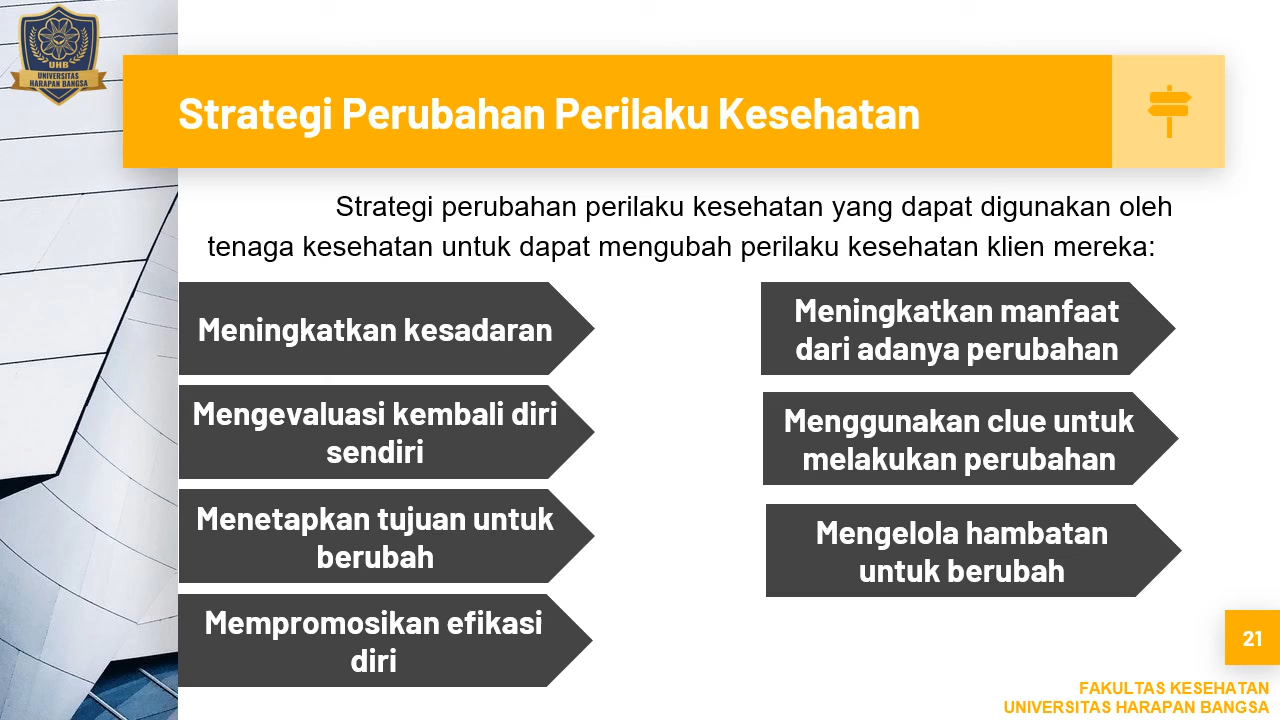 UHB
UNIVERSITAS
HARAPAN BANGSA
Strategi Perubahan Perilaku Kesehatan
Strategi perubahan perilaku kesehatan yang dapat digunakan oleh
tenaga kesehatan untuk dapat mengubah perilaku kesehatan klien mereka:
Meningkatkan kesadaran
Mengevaluasi kembali diri
sendiri
Menetapkan tujuan untuk
berubah
Mempromosikan efikasi
diri
Meningkatkan manfaat
dari adanya perubahan
Menggunakan clue untuk
melakukan perubahan
Mengelola hambatan
untuk berubah
21
FAKULTAS KESEHATAN
UNIVERSITAS HARAPAN BANGSA